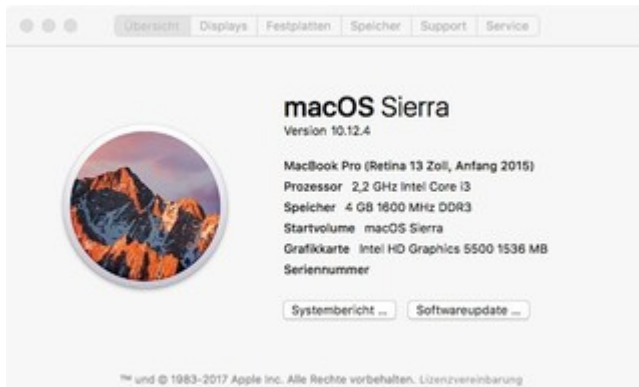 Übersicht Displays Festplatten Speicher Support Service
macOS Sierra
Version 10.12.4
MacBook Pro (Retina 13 Zoll, Anfang 2015)
Prozessor 2,2 GHz Intel Core i3
Speicher 4 GB 1600 MHz DDR3
Startvolume macOS Sierra
Grafikkarte Intel HD Graphics 5500 1536 MB
Seriennummer
Systembericht ... Softwareupdate ...
™ und © 1983-2017 Apple Inc. Alle Rechte vorbehalten. Lizenzvereinbarung